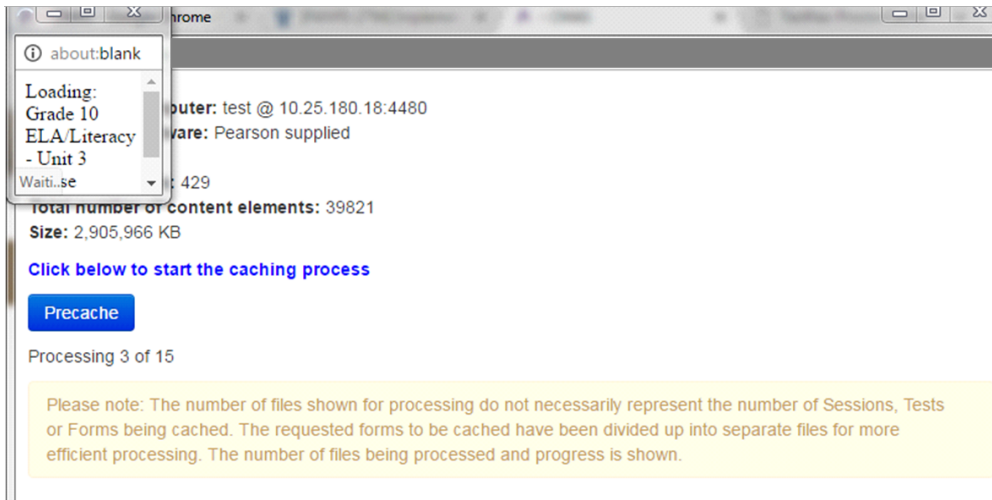 hrome
about:blank
Loading:
Grade 10
ELA/Literacy
- Unit 3
Waiti... se
puter: test @ 10.25.180.18:4480
vare: Pearson supplied
: 429
Total number of content elements: 39821
Size: 2,905,966 KB
Click below to start the caching process
Precache
Processing 3 of 15
Please note: The number of files shown for processing do not necessarily represent the number of Sessions, Tests
or Forms being cached. The requested forms to be cached have been divided up into separate files for more
efficient processing. The number of files being processed and progress is shown.